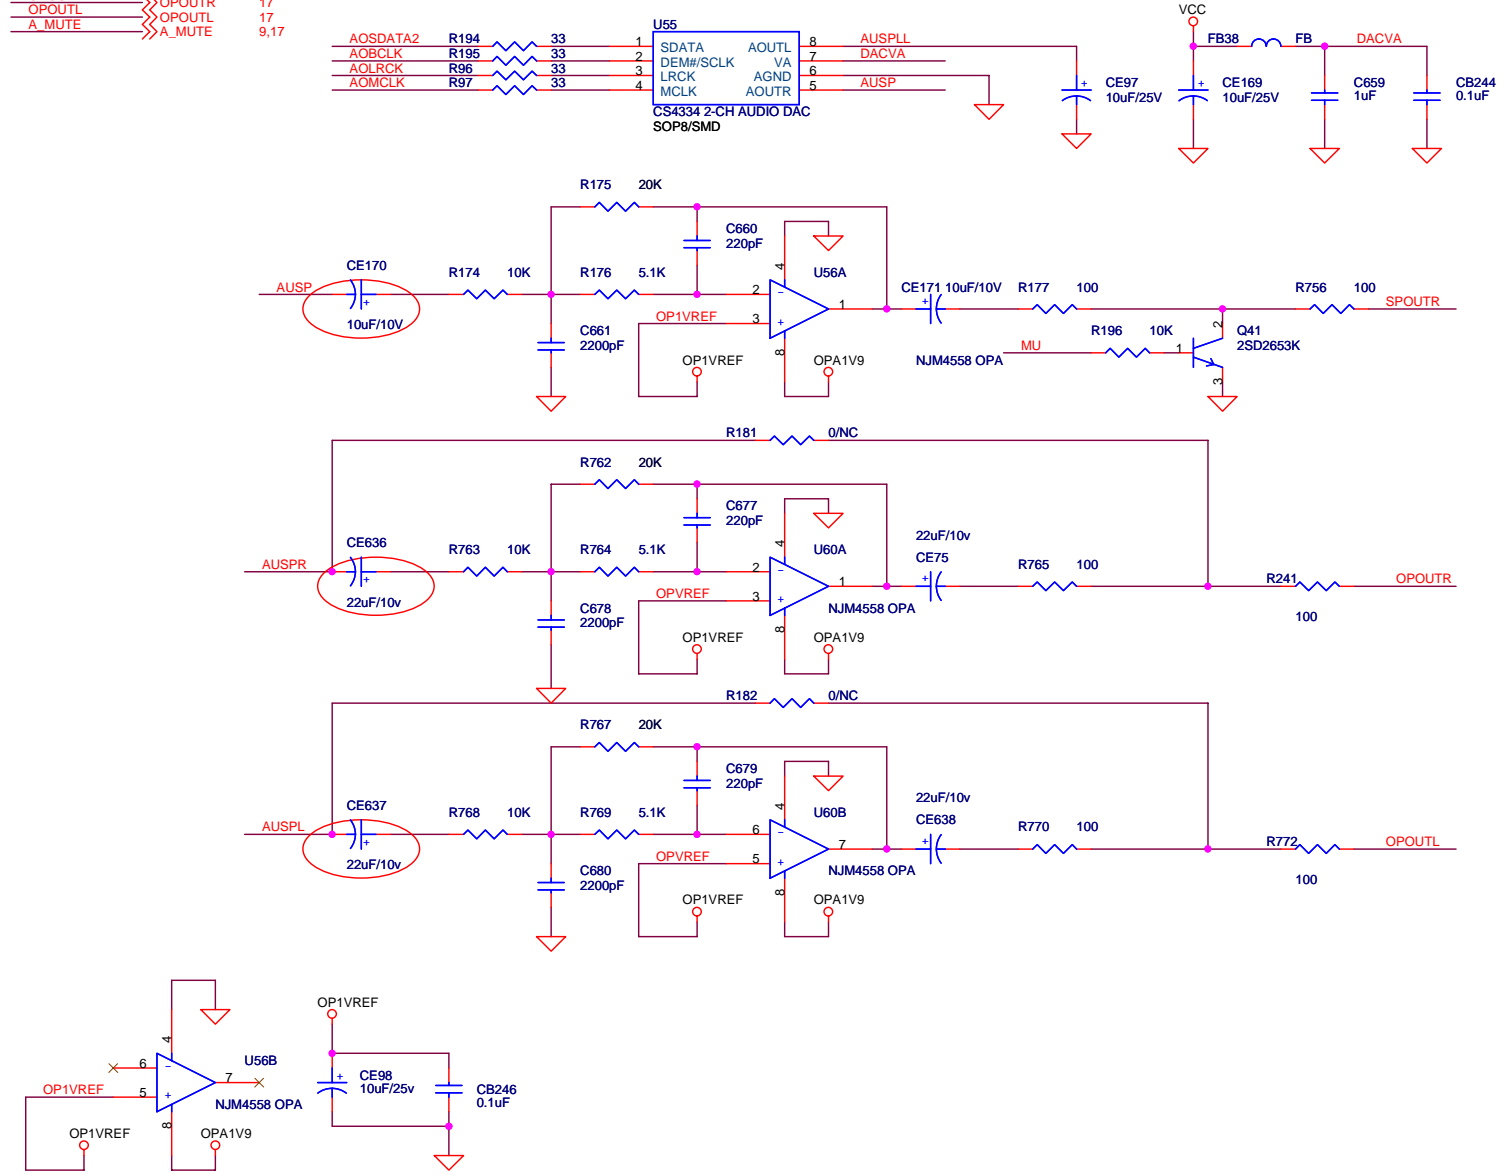 OPOUTR 17
OPOUTL OPOUTL 17
A_MUTE A_MUTE 9,17
U55
AOSDATA2 R194 33 1 SDATA AOUTL 8 AUSPLL
AOBCLK R195 33 2 DEM#/SCLK VA 7 DACVA
AOLRCK R96 33 3 LRCK AGND 6
AOMCLK R97 33 4 MCLK AOUTR 5 AUSP
CS4334 2-CH AUDIO DAC
SOP8/SMD
VCC
FB38 FB DACVA
CE97
10uF/25V
CE169
10uF/25V
C659
1uF
CB244
0.1uF
R175 20K
C660
220pF
CE170
AUSP
10uF/10V
R174 10K
R176 5.1K
C661
2200pF
U56A
4
2
3
1
8
OP1VREF
OP1VREF
OPA1V9
NJM4558 OPA
CE171 10uF/10V
R177 100
MU
R196 10K
1
2
3
Q41
2SD2653K
R756 100
SPOUTR
R181 0/NC
R762 20K
C677
220pF
CE636
AUSPR
22uF/10v
R763 10K
R764 5.1K
C678
2200pF
U60A
4
2
3
1
8
OPVREF
OP1VREF
OPA1V9
NJM4558 OPA
22uF/10v
CE75
R765 100
R241
100
OPOUTR
R182 0/NC
R767 20K
C679
220pF
CE637
AUSPL
22uF/10v
R768 10K
R769 5.1K
C680
2200pF
U60B
4
6
5
7
8
OPVREF
OP1VREF
OPA1V9
NJM4558 OPA
22uF/10v
CE638
R770 100
R772
100
OPOUTL
U56B
4
6
5
7
8
OP1VREF
OP1VREF
OPA1V9
NJM4558 OPA
OP1VREF
CE98
10uF/25v
CB246
0.1uF